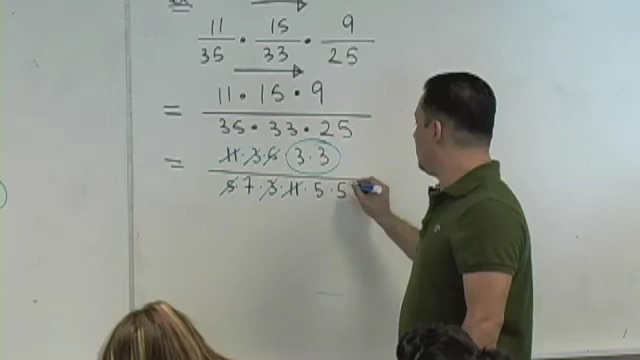 11/35 · 15/33 · 9/25
= 11 · 15 · 9 / 35 · 33 · 25
= 11 · 3 · 5 · 3 · 3 / 5 · 7 · 3 · 11 · 5 · 5